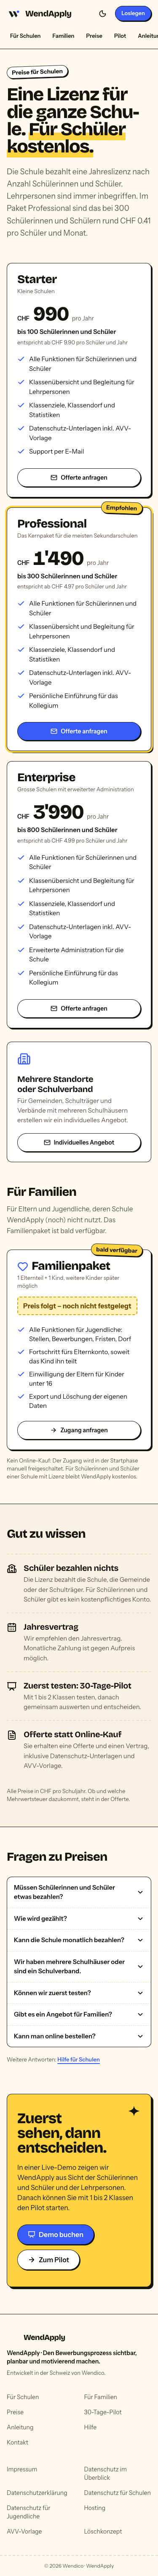 WendApply
Loslegen
Für Schulen
Familien
Preise
Pilot
Anleitu
Preise für Schulen
Eine Lizenz für
die ganze Schu-
le. Für Schüler
kostenlos.
Die Schule bezahlt eine Jahreslizenz nach
Anzahl Schülerinnen und Schüler.
Lehrpersonen sind immer inbegriffen. Im
Paket Professional sind das bei 300
Schülerinnen und Schülern rund CHF 0.41
pro Schüler und Monat.
Starter
Kleine Schulen
CHF 990 pro Jahr
bis 100 Schülerinnen und Schüler
entspricht ab CHF 9.90 pro Schüler und Jahr
Alle Funktionen für Schülerinnen und
Schüler
Klassenübersicht und Begleitung für
Lehrpersonen
Klassenziele, Klassendorf und
Statistiken
Datenschutz-Unterlagen inkl. AVV-
Vorlage
Support per E-Mail
Offerte anfragen
Empfohlen
Professional
Das Kernpaket für die meisten Sekundarschulen
CHF 1'490 pro Jahr
bis 300 Schülerinnen und Schüler
entspricht ab CHF 4.97 pro Schüler und Jahr
Alle Funktionen für Schülerinnen und
Schüler
Klassenübersicht und Begleitung für
Lehrpersonen
Klassenziele, Klassendorf und
Statistiken
Datenschutz-Unterlagen inkl. AVV-
Vorlage
Persönliche Einführung für das
Kollegium
Offerte anfragen
Enterprise
Grosse Schulen mit erweiterter Administration
CHF 3'990 pro Jahr
bis 800 Schülerinnen und Schüler
entspricht ab CHF 4.99 pro Schüler und Jahr
Alle Funktionen für Schülerinnen und
Schüler
Klassenübersicht und Begleitung für
Lehrpersonen
Klassenziele, Klassendorf und
Statistiken
Datenschutz-Unterlagen inkl. AVV-
Vorlage
Erweiterte Administration für die
Schule
Persönliche Einführung für das
Kollegium
Offerte anfragen
Mehrere Standorte
oder Schulverband
Für Gemeinden, Schulträger und
Verbände mit mehreren Schulhäusern
erstellen wir ein individuelles Angebot.
Individuelles Angebot
Für Familien
Für Eltern und Jugendliche, deren Schule
WendApply (noch) nicht nutzt. Das
Familienpaket ist bald verfügbar.
bald verfügbar
Familienpaket
1 Elternteil + 1 Kind, weitere Kinder später
möglich
Preis folgt – noch nicht festgelegt
Alle Funktionen für Jugendliche:
Stellen, Bewerbungen, Fristen, Dorf
Fortschritt fürs Elternkonto, soweit
das Kind ihn teilt
Einwilligung der Eltern für Kinder
unter 16
Export und Löschung der eigenen
Daten
Zugang anfragen
Kein Online-Kauf: Der Zugang wird in der Startphase
manuell freigeschaltet. Für Schülerinnen und Schüler
einer Schule mit Lizenz bleibt WendApply kostenlos.
Gut zu wissen
Schüler bezahlen nichts
Die Lizenz bezahlt die Schule, die Gemeinde
oder der Schulträger. Für Schülerinnen und
Schüler gibt es kein kostenpflichtiges Konto.
Jahresvertrag
Wir empfehlen den Jahresvertrag.
Monatliche Zahlung ist gegen Aufpreis
möglich.
Zuerst testen: 30-Tage-Pilot
Mit 1 bis 2 Klassen testen, danach
gemeinsam auswerten und entscheiden.
Offerte statt Online-Kauf
Sie erhalten eine Offerte und einen Vertrag,
inklusive Datenschutz-Unterlagen und
AVV-Vorlage.
Alle Preise in CHF pro Schuljahr. Ob und welche
Mehrwertsteuer dazukommt, steht in der Offerte.
Fragen zu Preisen
Müssen Schülerinnen und Schüler
etwas bezahlen?
Wie wird gezählt?
Kann die Schule monatlich bezahlen?
Wir haben mehrere Schulhäuser oder
sind ein Schulverband.
Können wir zuerst testen?
Gibt es ein Angebot für Familien?
Kann man online bestellen?
Weitere Antworten: Hilfe für Schulen
Zuerst
sehen, dann
entscheiden.
In einer Live-Demo zeigen wir
WendApply aus Sicht der Schülerinnen
und Schüler und der Lehrpersonen.
Danach können Sie mit 1 bis 2 Klassen
den Pilot starten.
Demo buchen
Zum Pilot
WendApply
WendApply · Den Bewerbungsprozess sichtbar,
planbar und motivierend machen.
Entwickelt in der Schweiz von Wendico.
Für Schulen
Für Familien
Preise
30-Tage-Pilot
Anleitung
Hilfe
Kontakt
Impressum
Datenschutz im
Überblick
Datenschutzerklärung
Datenschutz für Schulen
Datenschutz für
Jugendliche
Hosting
AVV-Vorlage
Löschkonzept
© 2026 Wendico · WendApply